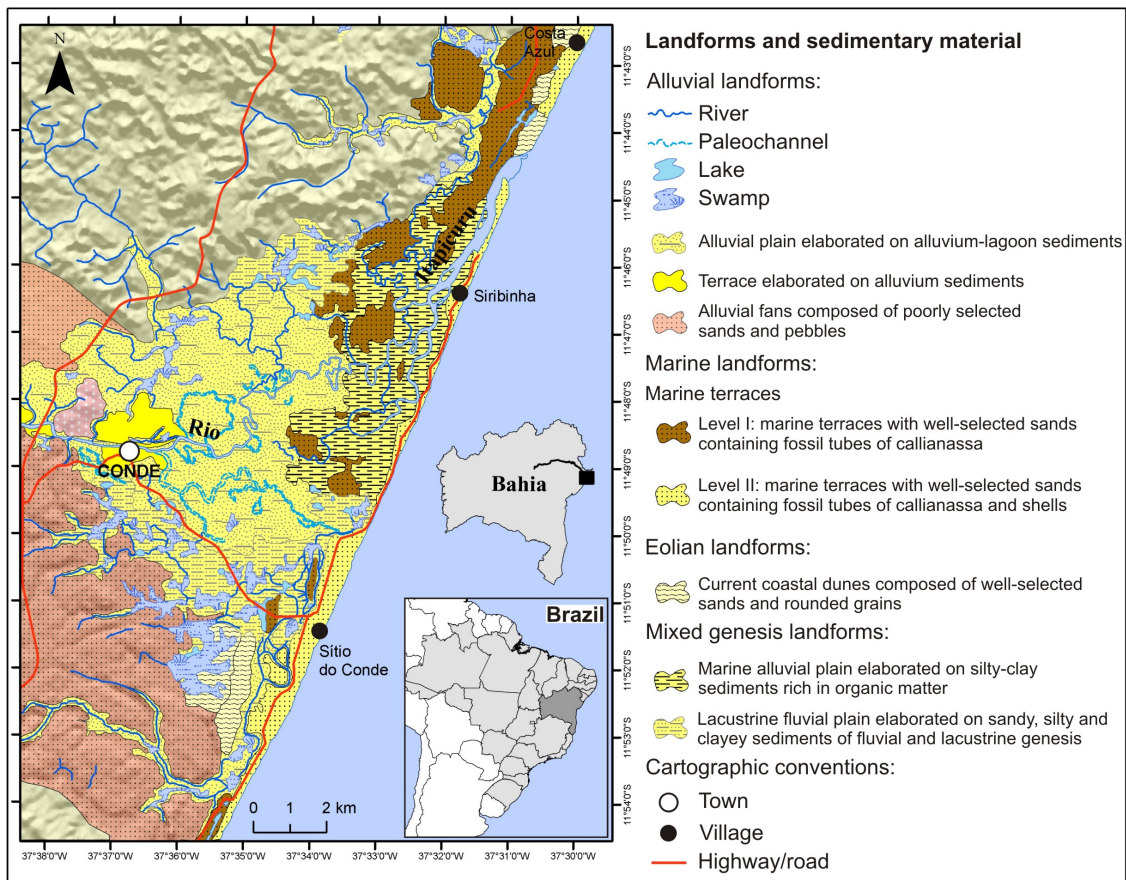 N
Costa
Azul
Itapicuru
Siribinha
Rio
CONDE
Sítio
do Conde
Bahia
Brazil
0 1 2 km
11°43'0"S
11°44'0"S
11°45'0"S
11°46'0"S
11°47'0"S
11°48'0"S
11°49'0"S
11°50'0"S
11°51'0"S
11°52'0"S
11°53'0"S
11°54'0"S
37°38'0"W 37°37'0"W 37°36'0"W 37°35'0"W 37°34'0"W 37°33'0"W 37°32'0"W 37°31'0"W 37°30'0"W
Landforms and sedimentary material
Alluvial landforms:
River
Paleochannel
Lake
Swamp
Alluvial plain elaborated on alluvium-lagoon sediments
Terrace elaborated on alluvium sediments
Alluvial fans composed of poorly selected
sands and pebbles
Marine landforms:
Marine terraces
Level I: marine terraces with well-selected sands
containing fossil tubes of callianassa
Level II: marine terraces with well-selected sands
containing fossil tubes of callianassa and shells
Eolian landforms:
Current coastal dunes composed of well-selected
sands and rounded grains
Mixed genesis landforms:
Marine alluvial plain elaborated on silty-clay
sediments rich in organic matter
Lacustrine fluvial plain elaborated on sandy, silty and
clayey sediments of fluvial and lacustrine genesis
Cartographic conventions:
Town
Village
Highway/road